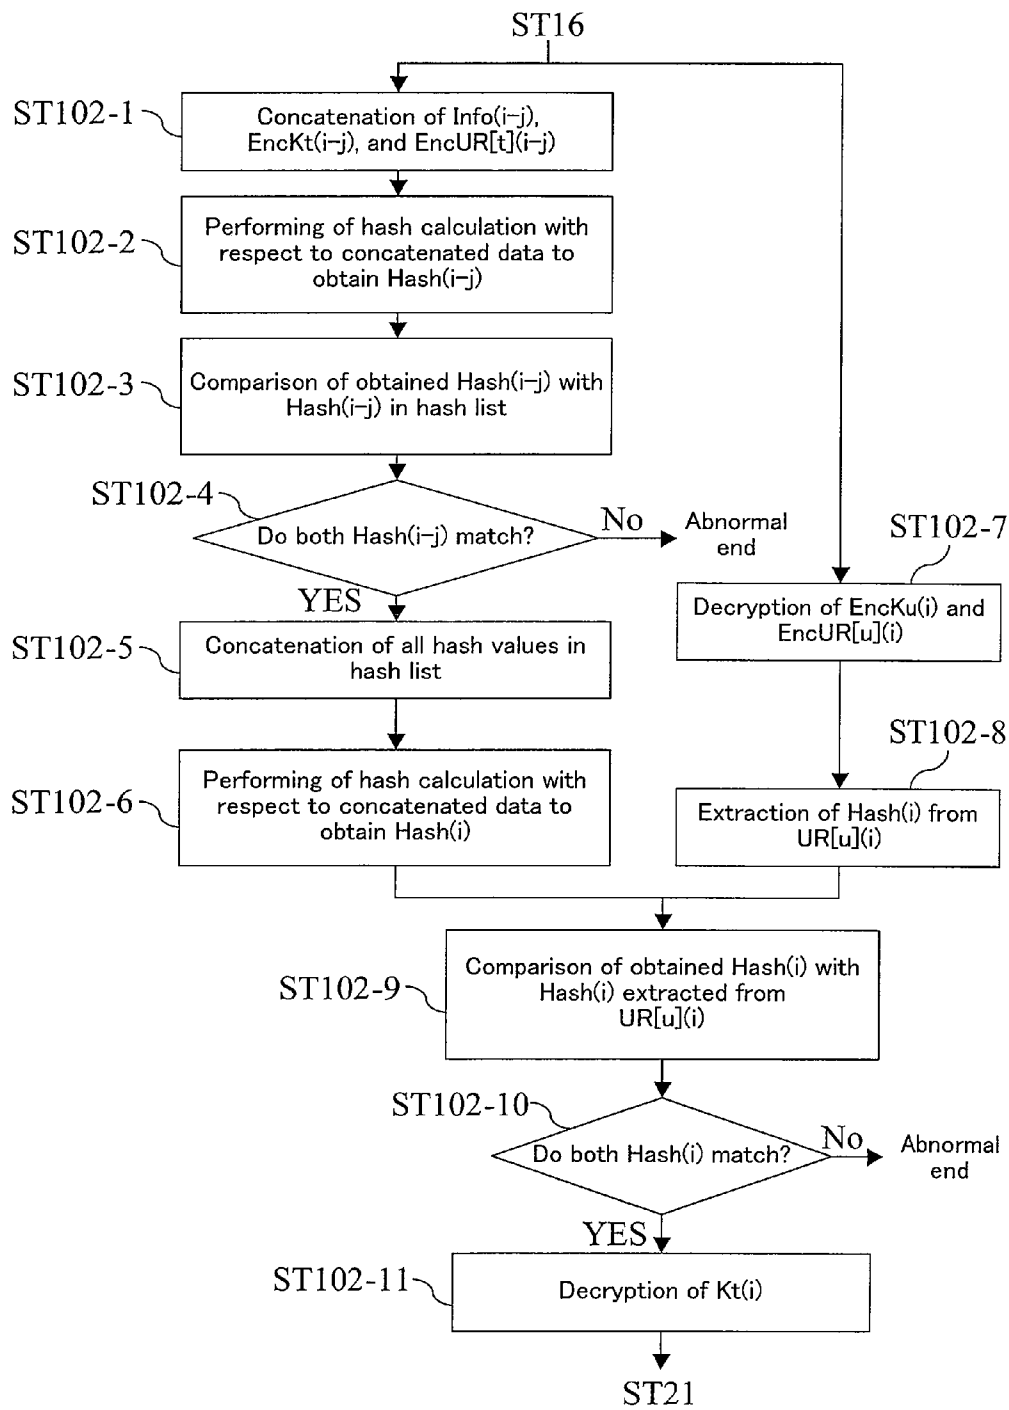 ST16
ST102-1
Concatenation of Info(i-j),
EncKt(i-j), and EncUR[t](i-j)
ST102-2
Performing of hash calculation with
respect to concatenated data to
obtain Hash(i-j)
ST102-3
Comparison of obtained Hash(i-j) with
Hash(i-j) in hash list
ST102-4
Do both Hash(i-j) match?
No
Abnormal
end
YES
ST102-7
Decryption of EncKu(i) and
EncUR[u](i)
ST102-5
Concatenation of all hash values in
hash list
ST102-8
Extraction of Hash(i) from
UR[u](i)
ST102-6
Performing of hash calculation with
respect to concatenated data to
obtain Hash(i)
ST102-9
Comparison of obtained Hash(i) with
Hash(i) extracted from
UR[u](i)
ST102-10
Do both Hash(i) match?
No
Abnormal
end
YES
ST102-11
Decryption of Kt(i)
ST21